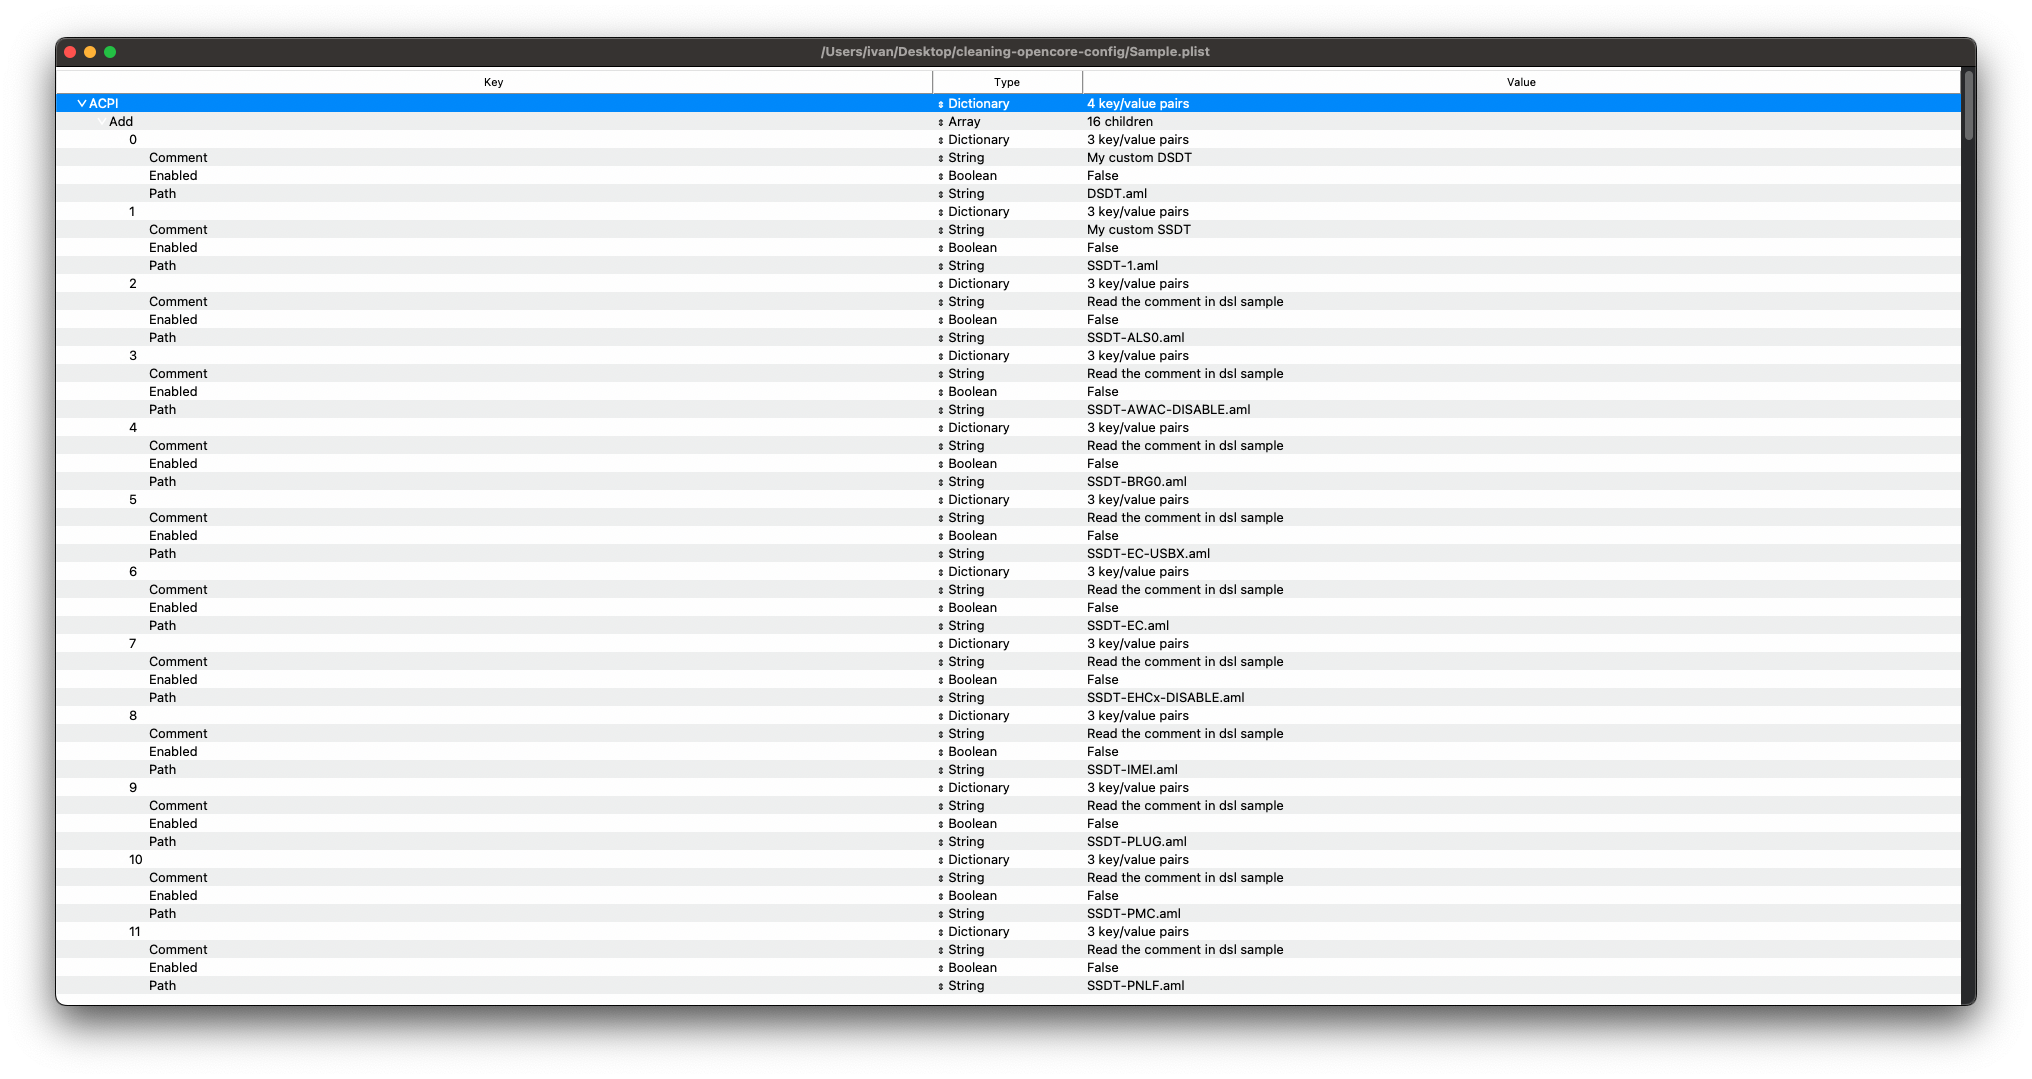 /Users/ivan/Desktop/cleaning-opencore-config/Sample.plist
Key Type Value
ACPI Dictionary 4 key/value pairs
Add Array 16 children
0 Dictionary 3 key/value pairs
Comment String My custom DSDT
Enabled Boolean False
Path String DSDT.aml
1 Dictionary 3 key/value pairs
Comment String My custom SSDT
Enabled Boolean False
Path String SSDT-1.aml
2 Dictionary 3 key/value pairs
Comment String Read the comment in dsl sample
Enabled Boolean False
Path String SSDT-ALS0.aml
3 Dictionary 3 key/value pairs
Comment String Read the comment in dsl sample
Enabled Boolean False
Path String SSDT-AWAC-DISABLE.aml
4 Dictionary 3 key/value pairs
Comment String Read the comment in dsl sample
Enabled Boolean False
Path String SSDT-BRG0.aml
5 Dictionary 3 key/value pairs
Comment String Read the comment in dsl sample
Enabled Boolean False
Path String SSDT-EC-USBX.aml
6 Dictionary 3 key/value pairs
Comment String Read the comment in dsl sample
Enabled Boolean False
Path String SSDT-EC.aml
7 Dictionary 3 key/value pairs
Comment String Read the comment in dsl sample
Enabled Boolean False
Path String SSDT-EHCx-DISABLE.aml
8 Dictionary 3 key/value pairs
Comment String Read the comment in dsl sample
Enabled Boolean False
Path String SSDT-IMEI.aml
9 Dictionary 3 key/value pairs
Comment String Read the comment in dsl sample
Enabled Boolean False
Path String SSDT-PLUG.aml
10 Dictionary 3 key/value pairs
Comment String Read the comment in dsl sample
Enabled Boolean False
Path String SSDT-PMC.aml
11 Dictionary 3 key/value pairs
Comment String Read the comment in dsl sample
Enabled Boolean False
Path String SSDT-PNLF.aml